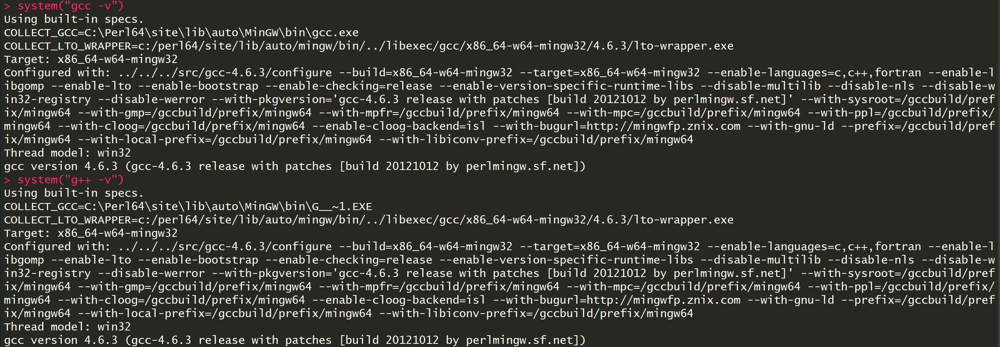 > system("gcc -v")
Using built-in specs.
COLLECT_GCC=C:\Perl64\site\lib\auto\MinGW\bin\gcc.exe
COLLECT_LTO_WRAPPER=c:/perl64/site/lib/auto/mingw/bin/../libexec/gcc/x86_64-w64-mingw32/4.6.3/lto-wrapper.exe
Target: x86_64-w64-mingw32
Configured with: ../../../src/gcc-4.6.3/configure --build=x86_64-w64-mingw32 --target=x86_64-w64-mingw32 --enable-languages=c,c++,fortran --enable-l
ibgomp --enable-lto --enable-bootstrap --enable-checking=release --enable-version-specific-runtime-libs --disable-multilib --disable-nls --disable-w
in32-registry --disable-werror --with-pkgversion='gcc-4.6.3 release with patches [build 20121012 by perlmingw.sf.net]' --with-sysroot=/gccbuild/pref
ix/mingw64 --with-gmp=/gccbuild/prefix/mingw64 --with-mpfr=/gccbuild/prefix/mingw64 --with-mpc=/gccbuild/prefix/mingw64 --with-ppl=/gccbuild/prefix/
mingw64 --with-cloog=/gccbuild/prefix/mingw64 --enable-cloog-backend=isl --with-bugurl=http://mingwfp.znix.com --with-gnu-ld --prefix=/gccbuild/pref
ix/mingw64 --with-local-prefix=/gccbuild/prefix/mingw64 --with-libiconv-prefix=/gccbuild/prefix/mingw64
Thread model: win32
gcc version 4.6.3 (gcc-4.6.3 release with patches [build 20121012 by perlmingw.sf.net])
> system("g++ -v")
Using built-in specs.
COLLECT_GCC=C:\Perl64\site\lib\auto\MinGW\bin\G__~1.EXE
COLLECT_LTO_WRAPPER=c:/perl64/site/lib/auto/mingw/bin/../libexec/gcc/x86_64-w64-mingw32/4.6.3/lto-wrapper.exe
Target: x86_64-w64-mingw32
Configured with: ../../../src/gcc-4.6.3/configure --build=x86_64-w64-mingw32 --target=x86_64-w64-mingw32 --enable-languages=c,c++,fortran --enable-l
ibgomp --enable-lto --enable-bootstrap --enable-checking=release --enable-version-specific-runtime-libs --disable-multilib --disable-nls --disable-w
in32-registry --disable-werror --with-pkgversion='gcc-4.6.3 release with patches [build 20121012 by perlmingw.sf.net]' --with-sysroot=/gccbuild/pref
ix/mingw64 --with-gmp=/gccbuild/prefix/mingw64 --with-mpfr=/gccbuild/prefix/mingw64 --with-mpc=/gccbuild/prefix/mingw64 --with-ppl=/gccbuild/prefix/
mingw64 --with-cloog=/gccbuild/prefix/mingw64 --enable-cloog-backend=isl --with-bugurl=http://mingwfp.znix.com --with-gnu-ld --prefix=/gccbuild/pref
ix/mingw64 --with-local-prefix=/gccbuild/prefix/mingw64 --with-libiconv-prefix=/gccbuild/prefix/mingw64
Thread model: win32
gcc version 4.6.3 (gcc-4.6.3 release with patches [build 20121012 by perlmingw.sf.net])